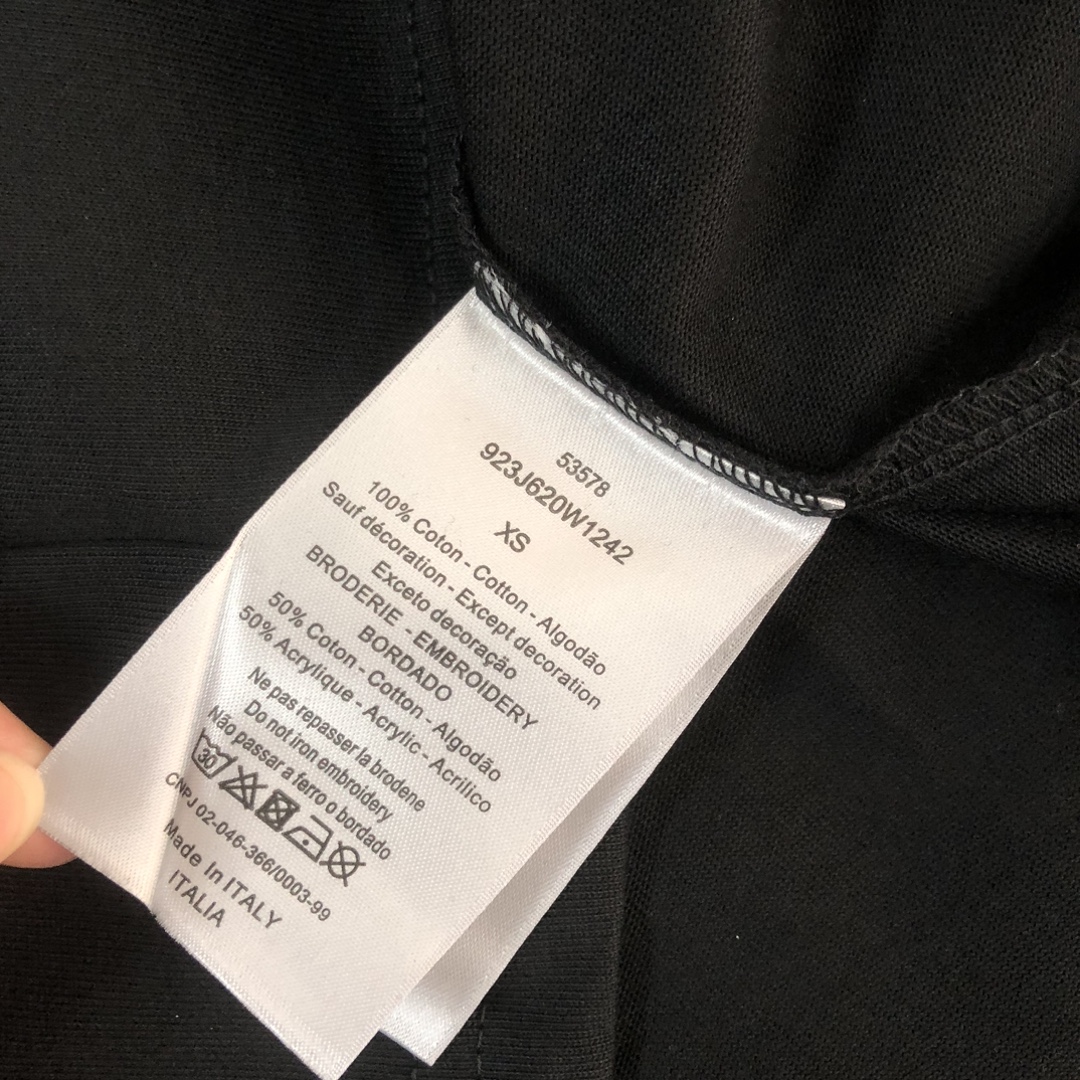 53578
923J620W1242
XS
100% Coton - Cotton - Algodão
Sauf décoration - Except decoration
Exceto decoração
BRODERIE - EMBROIDERY
BORDADO
50% Coton - Cotton - Algodão
50% Acrylique - Acrylic - Acrilico
Ne pas repasser la brodene
Do not iron embroidery
Não passar a ferro o bordado
30
CNPJ 02-046-366/0003-99
Made In ITALY
ITALIA